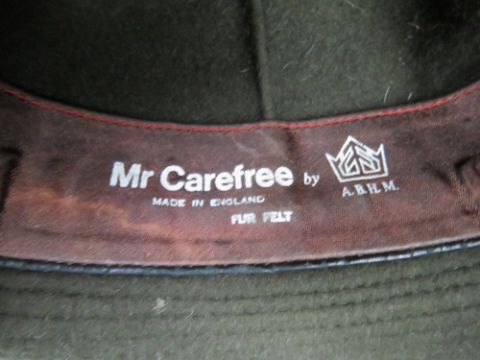 Mr Carefree by
A.B.H.M.
MADE IN ENGLAND
FUR FELT